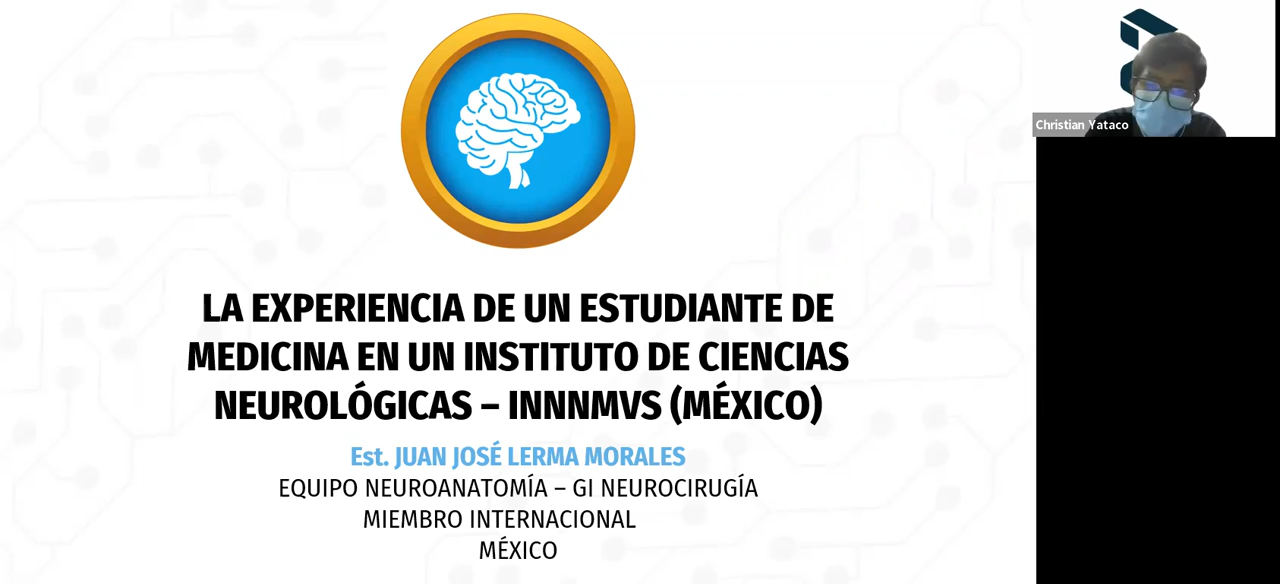 LA EXPERIENCIA DE UN ESTUDIANTE DE
MEDICINA EN UN INSTITUTO DE CIENCIAS
NEUROLÓGICAS – INNNMVS (MÉXICO)
Est. JUAN JOSÉ LERMA MORALES
EQUIPO NEUROANATOMÍA – GI NEUROCIRUGÍA
MIEMBRO INTERNACIONAL
MÉXICO
Christian Yataco